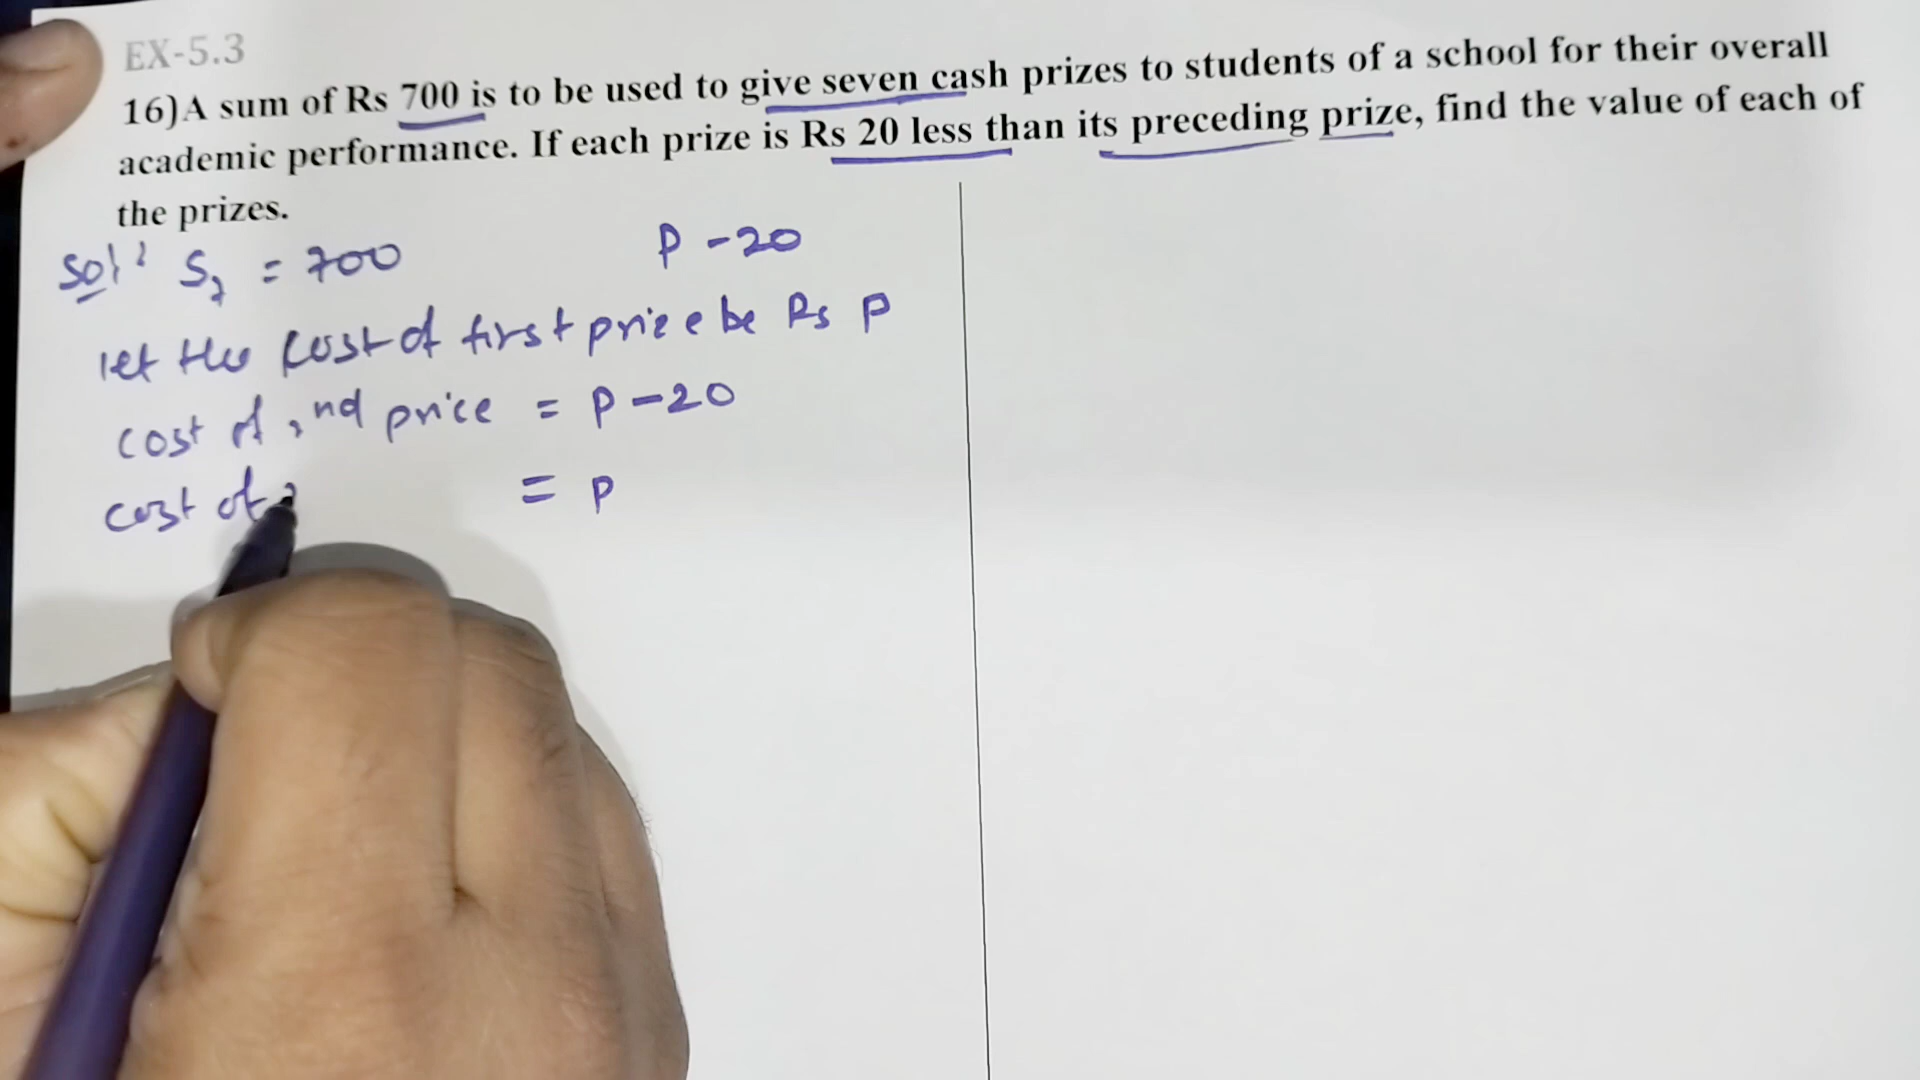 EX-5.3
16)A sum of Rs 700 is to be used to give seven cash prizes to students of a school for their overall
academic performance. If each prize is Rs 20 less than its preceding prize, find the value of each of
the prizes.
P -20
Sol: S7 = 700
let the cost of first prize be Rs P
cost of 2nd price = P-20
cost of = P